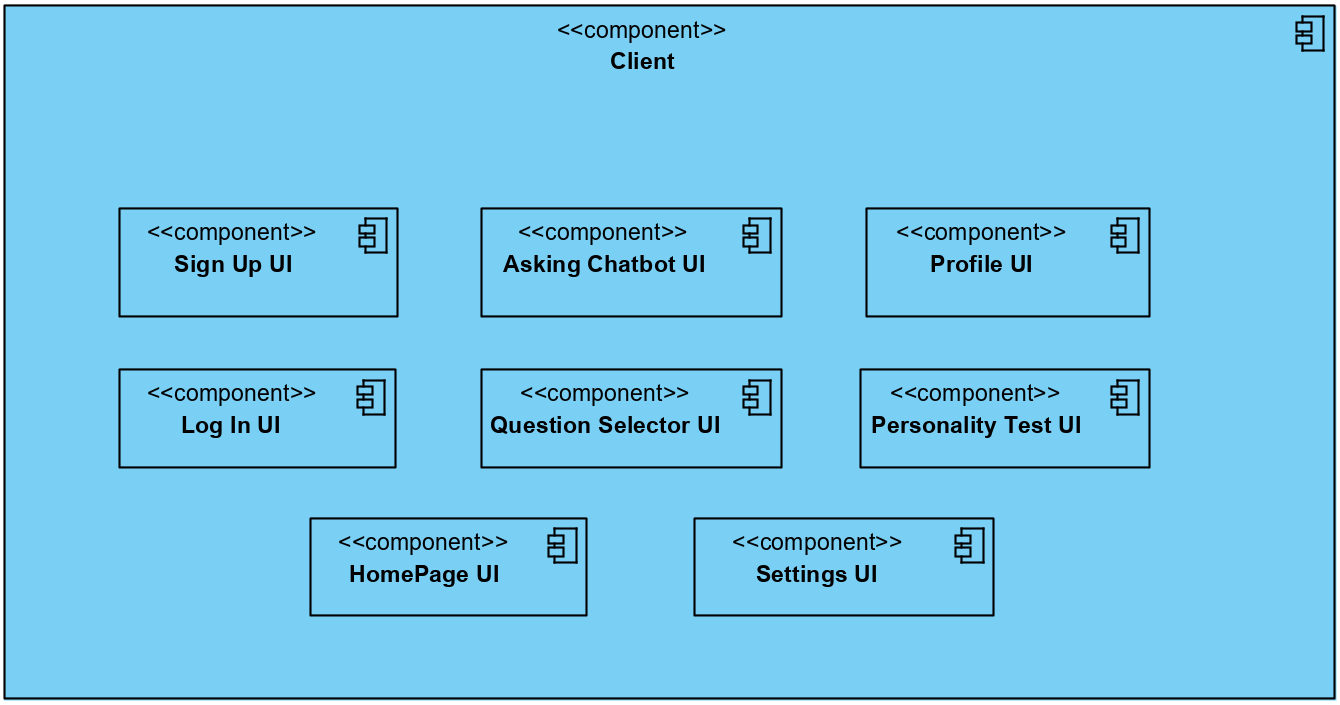 <<component>>
Client
<<component>>
Sign Up UI
<<component>>
Asking Chatbot UI
<<component>>
Profile UI
<<component>>
Log In UI
<<component>>
Question Selector UI
<<component>>
Personality Test UI
<<component>>
HomePage UI
<<component>>
Settings UI